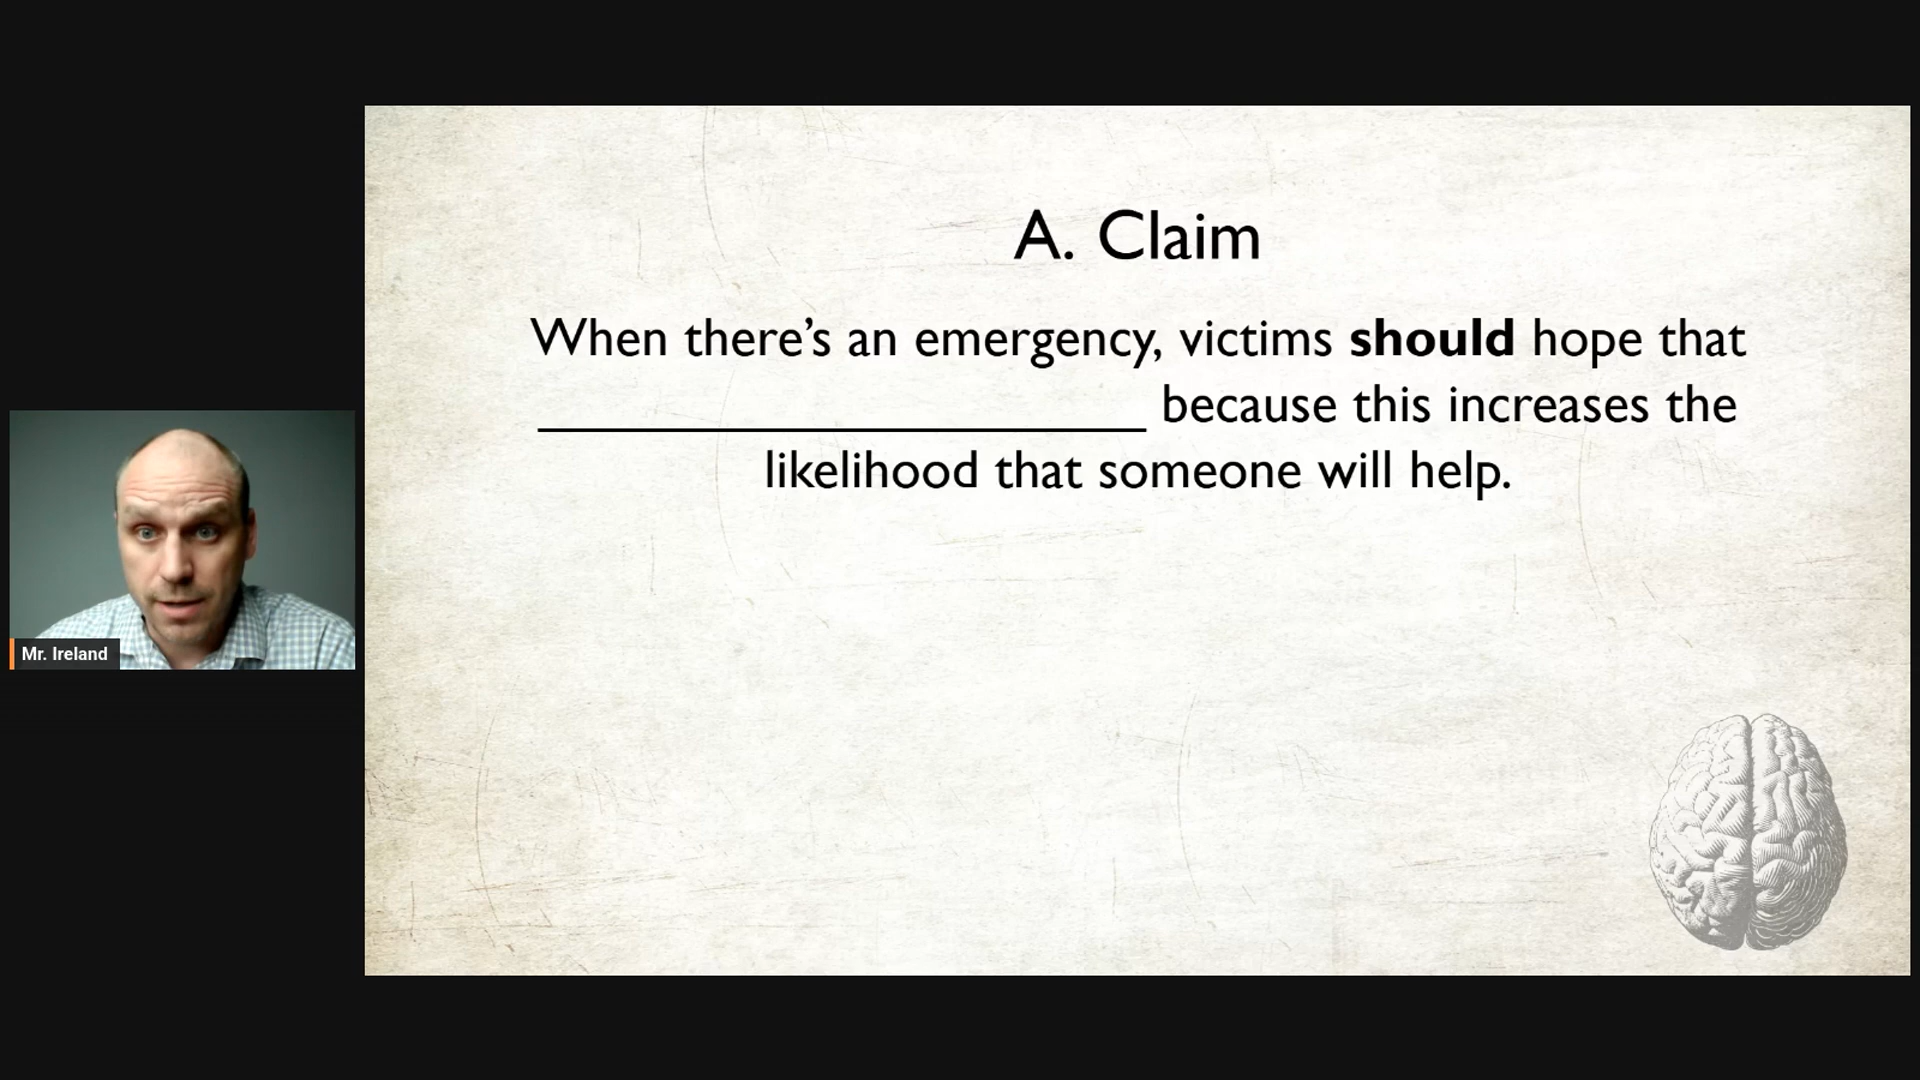 A. Claim
When there’s an emergency, victims should hope that
______________________ because this increases the
likelihood that someone will help.
Mr. Ireland